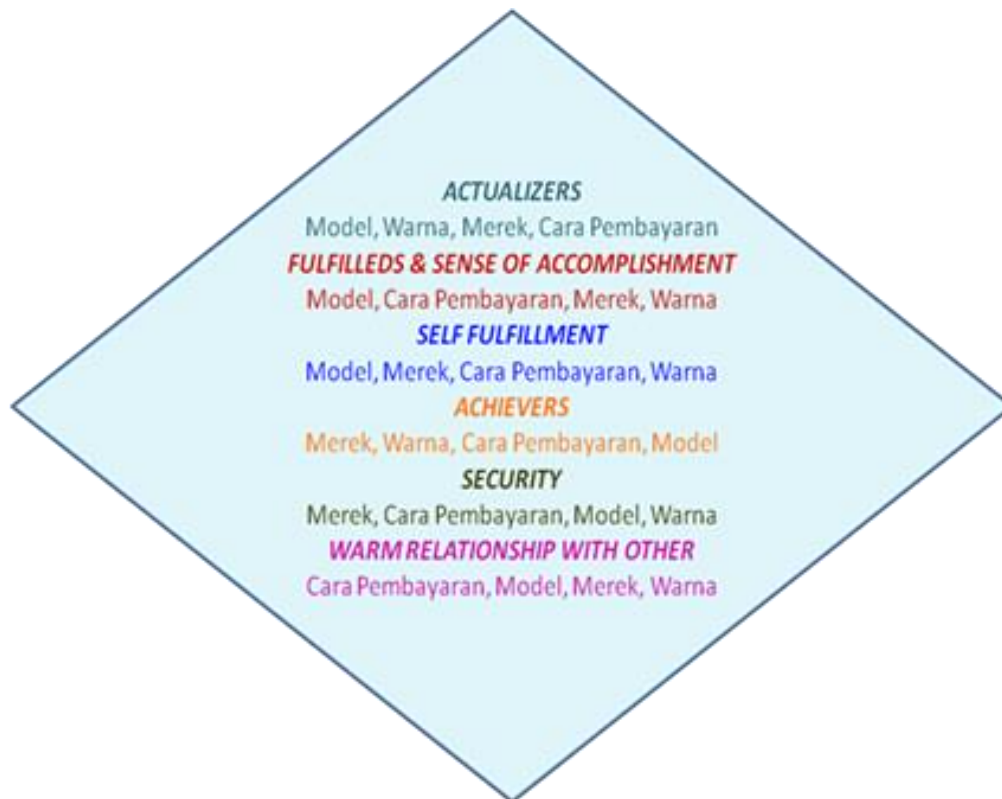 ACTUALIZERS
Model, Warna, Merek, Cara Pembayaran
FULFILLEDS & SENSE OF ACCOMPLISHMENT
Model, Cara Pembayaran, Merek, Warna
SELF FULFILLMENT
Model, Merek, Cara Pembayaran, Warna
ACHIEVERS
Merek, Warna, Cara Pembayaran, Model
SECURITY
Merek, Cara Pembayaran, Model, Warna
WARM RELATIONSHIP WITH OTHER
Cara Pembayaran, Model, Merek, Warna